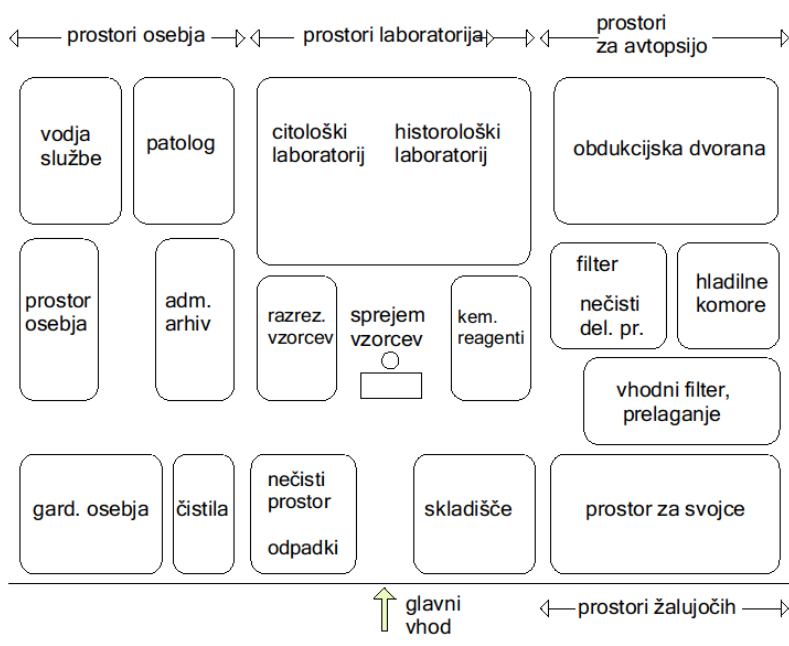 prostori osebja
prostori laboratorija
prostori
za avtopsijo
vodja
službe
patolog
citološki
laboratorij
historološki
laboratorij
obdukcijska dvorana
prostor
osebja
adm.
arhiv
razrez.
vzorcev
sprejem
vzorcev
kem.
reagenti
filter
nečisti
del. pr.
hladilne
komore
vhodni filter,
prelaganje
gard. osebja
čistila
nečisti
prostor
odpadki
skladišče
prostor za svojce
glavni
vhod
prostori žalujočih